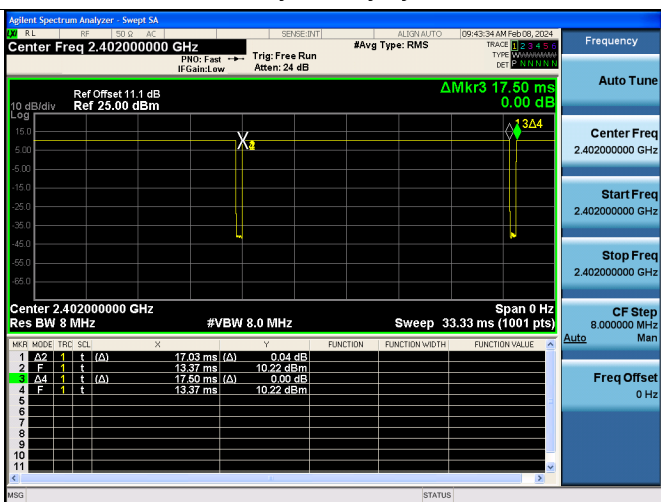 Agilent Spectrum Analyzer - Swept SA
RL RF 50 Ω AC SENSE:INT ALIGN AUTO 09:43:34 AM Feb 08, 2024
Center Freq 2.402000000 GHz
#Avg Type: RMS
TRACE 1 2 3 4 5 6
PNO: Fast Trig: Free Run
TYPE WWWWWW
IFGain:Low Atten: 24 dB
DET P N N N N N
Frequency
Auto Tune
Center Freq
2.402000000 GHz
Start Freq
2.402000000 GHz
Stop Freq
2.402000000 GHz
CF Step
8.000000 MHz
Auto Man
Freq Offset
0 Hz
ΔMkr3 17.50 ms
0.00 dB
Ref Offset 11.1 dB
10 dB/div Ref 25.00 dBm
Log
15.0
5.00
-5.00
-15.0
-25.0
-35.0
-45.0
-55.0
-65.0
3Δ4
Center 2.402000000 GHz Span 0 Hz
Res BW 8 MHz #VBW 8.0 MHz Sweep 33.33 ms (1001 pts)
MKR MODE TRC SCL X Y FUNCTION FUNCTION WIDTH FUNCTION VALUE
1 Δ2 1 t (Δ) 17.03 ms (Δ) 0.04 dB
2 F 1 t 13.37 ms 10.22 dBm
3 Δ4 1 t (Δ) 17.50 ms (Δ) 0.00 dB
4 F 1 t 13.37 ms 10.22 dBm
5
6
7
8
9
10
11
MSG STATUS